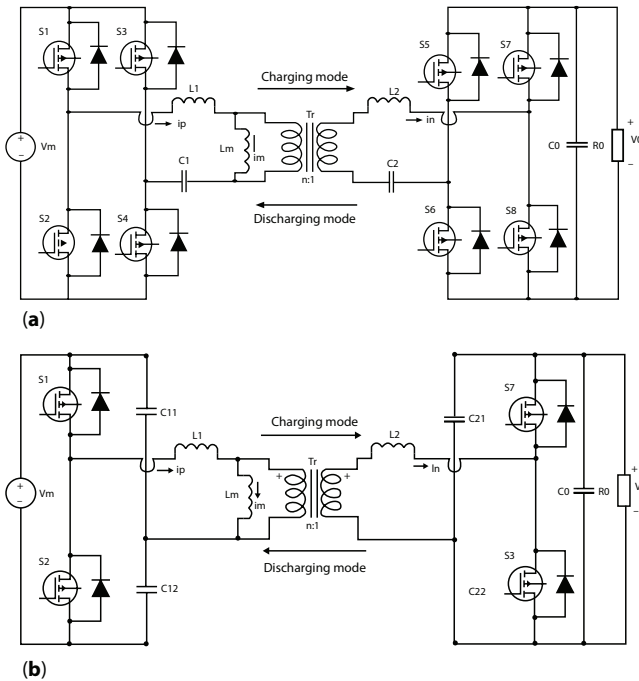 S1
S3
S5
S7
Charging mode
L1
Tr
L2
ip
in
Vm
+
−
Lm
im
C1
n:1
C2
C0
R0
+
V0
−
Discharging mode
S2
S4
S6
S8
(a)
S1
C11
S7
Charging mode
C21
L1
Tr
L2
ip
In
Vm
+
−
Lm
im
+
+
n:1
C0
R0
+
V
−
Discharging mode
S2
C12
S3
C22
(b)